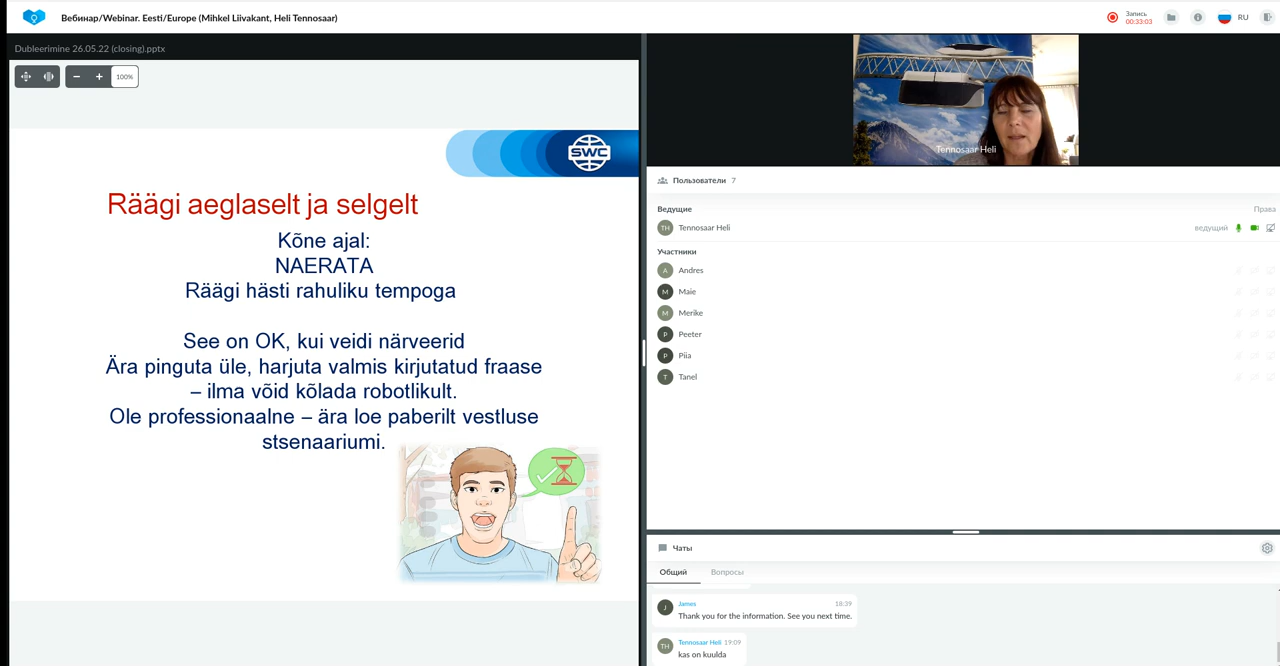 Вебинар/Webinar. Eesti/Europe (Mihkel Liivakant, Heli Tennosaar)
Запись
00:33:03
RU
Dubleerimine 26.05.22 (closing).pptx
100%
SWC
Räägi aeglaselt ja selgelt
Kõne ajal:
NAERATA
Räägi hästi rahuliku tempoga
See on OK, kui veidi närveerid
Ära pinguta üle, harjuta valmis kirjutatud fraase
– ilma võid kõlada robotlikult.
Ole professionaalne – ära loe paberilt vestluse
stsenaariumi.
Tennosaar Heli
Пользователи 7
Ведущие Права
TH Tennosaar Heli ведущий
Участники
A Andres
M Maie
M Merike
P Peeter
P Piia
T Tanel
Чаты
Общий Вопросы
J James 18:39
Thank you for the information. See you next time.
TH Tennosaar Heli 19:09
kas on kuulda